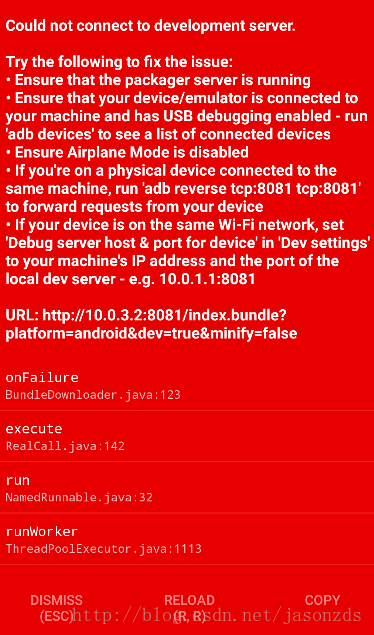 Could not connect to development server.
Try the following to fix the issue:
• Ensure that the packager server is running
• Ensure that your device/emulator is connected to
your machine and has USB debugging enabled - run
'adb devices' to see a list of connected devices
• Ensure Airplane Mode is disabled
• If you're on a physical device connected to the
same machine, run 'adb reverse tcp:8081 tcp:8081'
to forward requests from your device
• If your device is on the same Wi-Fi network, set
'Debug server host & port for device' in 'Dev settings'
to your machine's IP address and the port of the
local dev server - e.g. 10.0.1.1:8081
URL: http://10.0.3.2:8081/index.bundle?
platform=android&dev=true&minify=false
onFailure
BundleDownloader.java:123
execute
RealCall.java:142
run
NamedRunnable.java:32
runWorker
ThreadPoolExecutor.java:1113
DISMISS RELOAD COPY
(ESC) (R, R)
http://blog.csdn.net/jasonzds